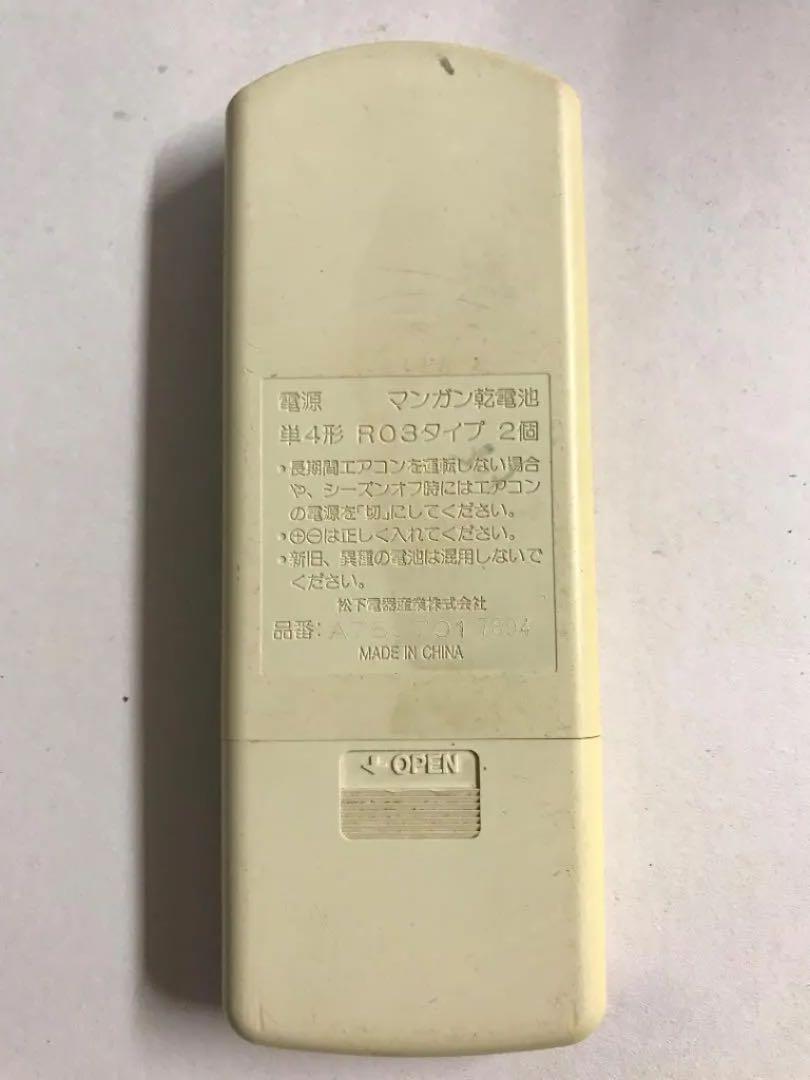 電源 マンガン乾電池
単4形 R03タイプ 2個
・長期間エアコンを運転しない場合
や、シーズンオフ時にはエアコン
の電源を「切」にしてください。
・⊕⊖は正しく入れてください。
・新旧、異種の電池は混用しないで
ください。
松下電器産業株式会社
品番:
MADE IN CHINA
OPEN